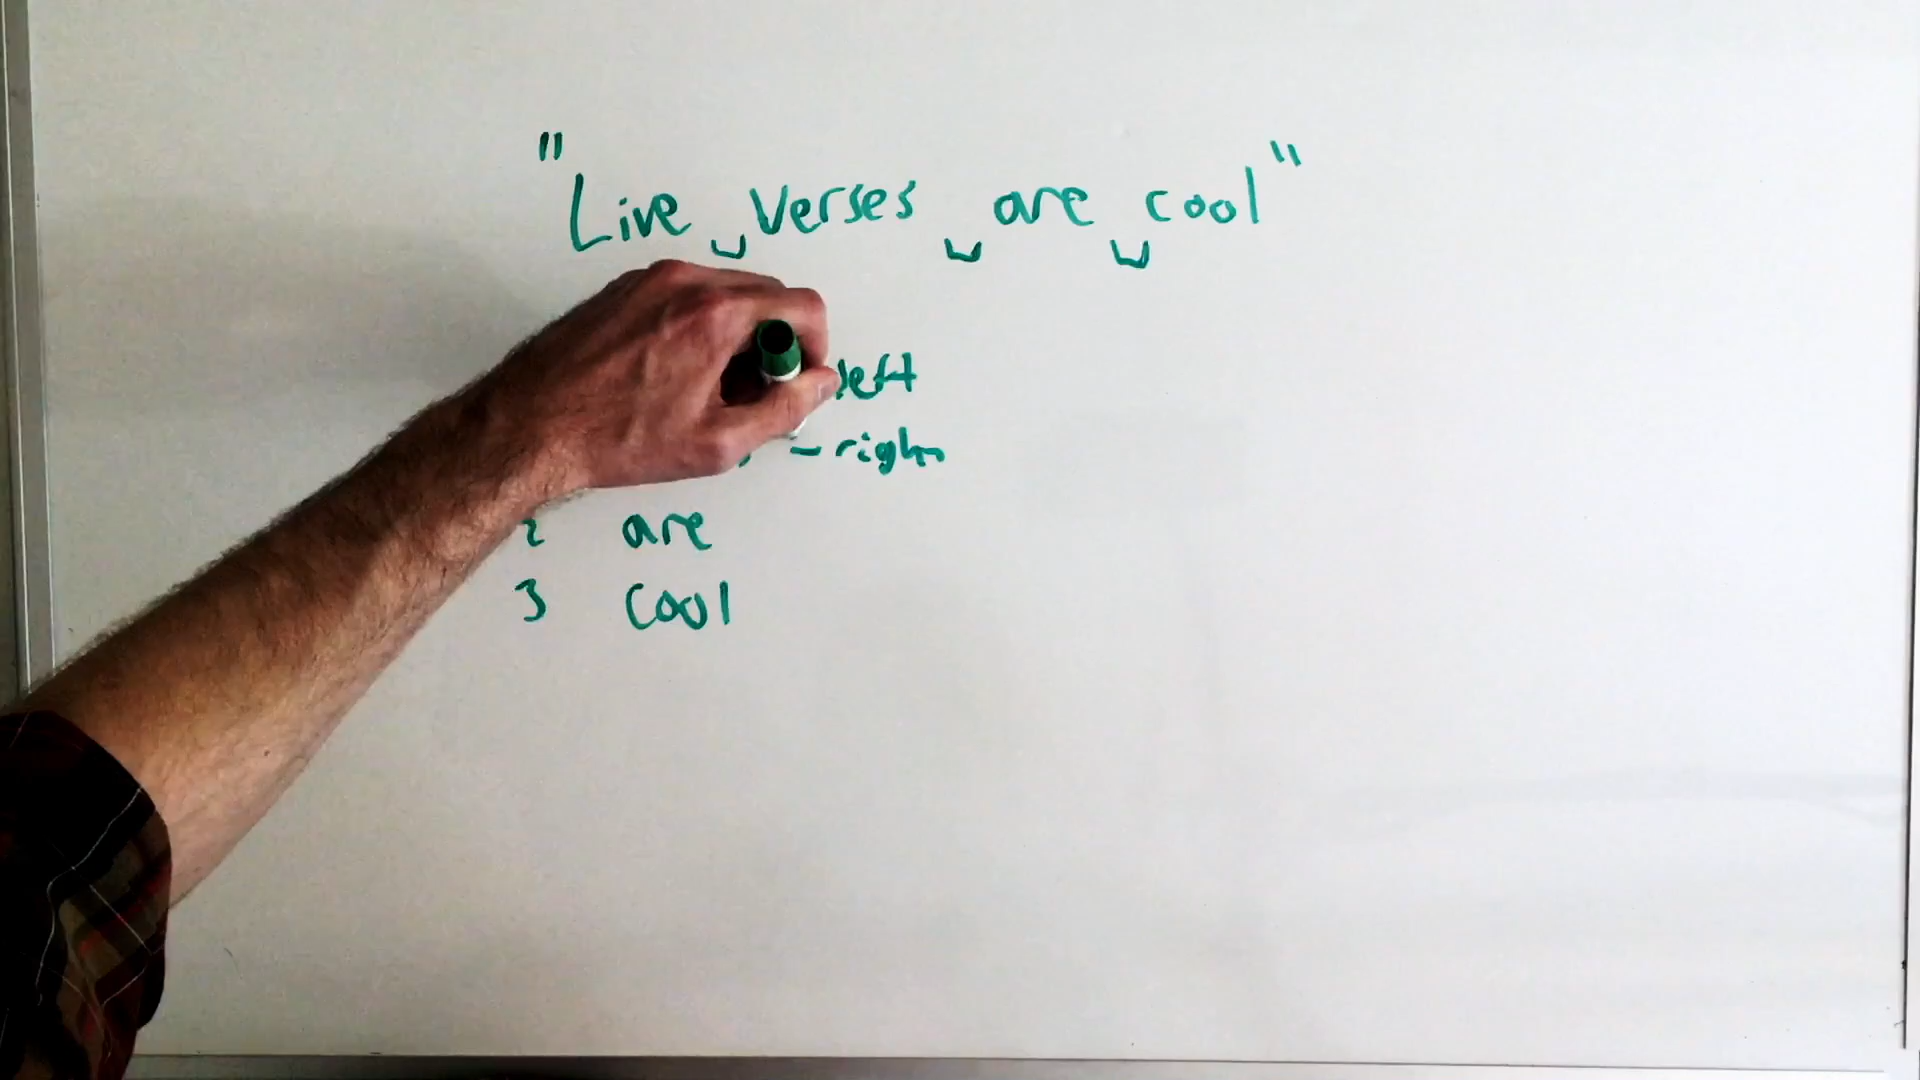 "Live ␣ Verses ␣ are ␣ cool"
left
- right
2 are
3 cool